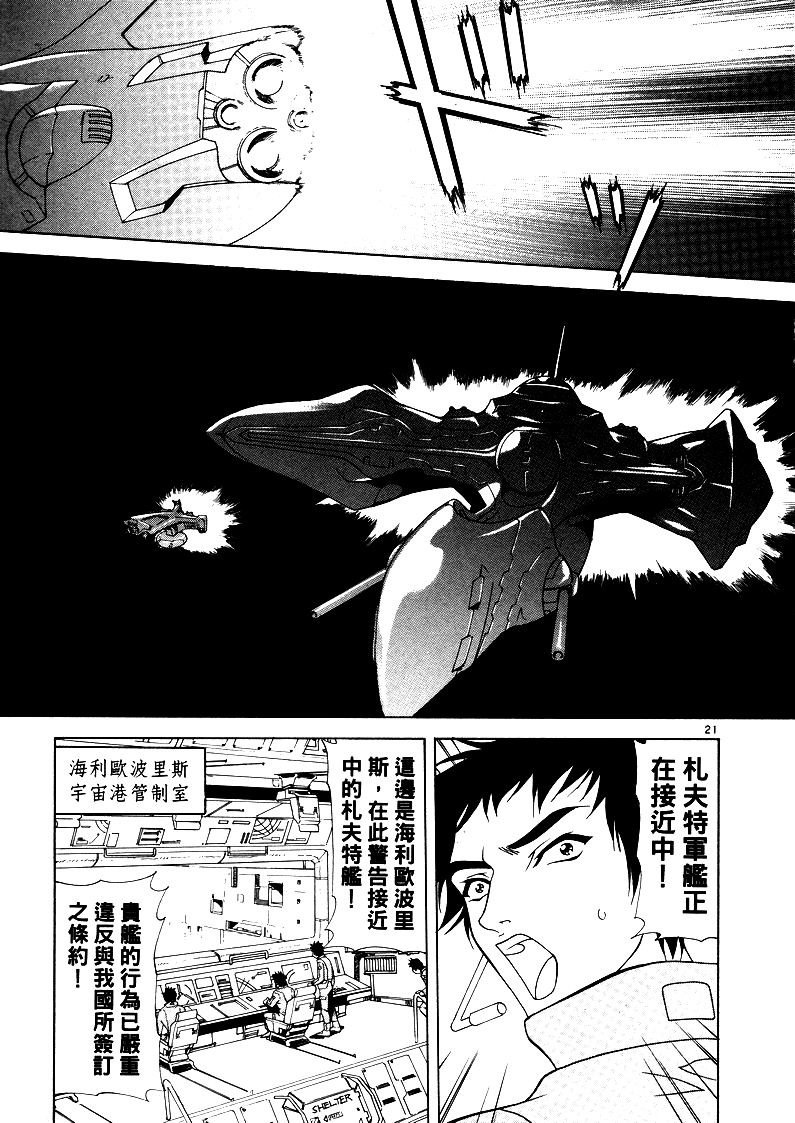 21
札夫特軍艦正
在接近中！
這邊是海利歐波里
斯，在此警告接近
中的札夫特艦！
海利歐波里斯
宇宙港管制室
貴艦的行為已嚴重
違反與我國所簽訂
之條約！
SHELTER